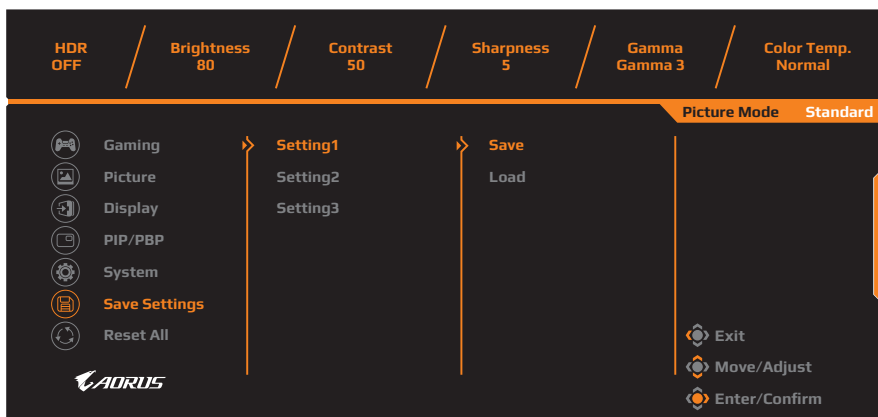 HDR
OFF
Brightness
80
Contrast
50
Sharpness
5
Gamma
Gamma 3
Color Temp.
Normal
Picture Mode Standard
Gaming
Picture
Display
PIP/PBP
System
Save Settings
Reset All
Setting1
Setting2
Setting3
Save
Load
Exit
Move/Adjust
Enter/Confirm
AORUS